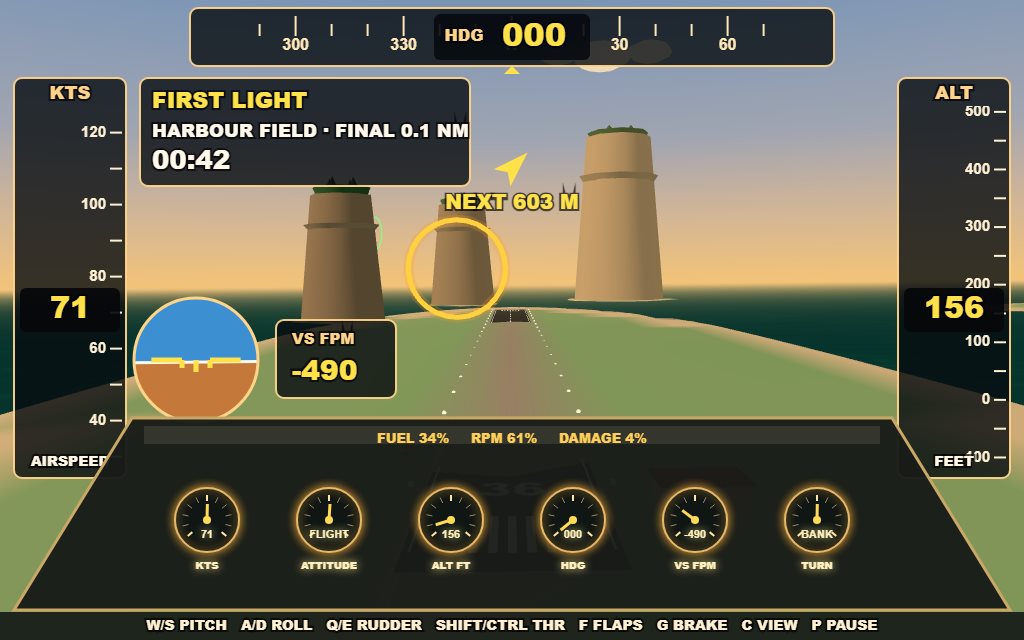 300 330 HDG 000 30 60
KTS
120
100
80
71
60
40
AIRSPEED
FIRST LIGHT
HARBOUR FIELD · FINAL 0.1 NM
00:42
NEXT 603 M
VS FPM
-490
ALT
500
400
300
200
156
100
0
FEET
FUEL 34% RPM 61% DAMAGE 4%
36
71 FLIGHT 156 000 -490 BANK
KTS ATTITUDE ALT FT HDG VS FPM TURN
W/S PITCH A/D ROLL Q/E RUDDER SHIFT/CTRL THR F FLAPS G BRAKE C VIEW P PAUSE